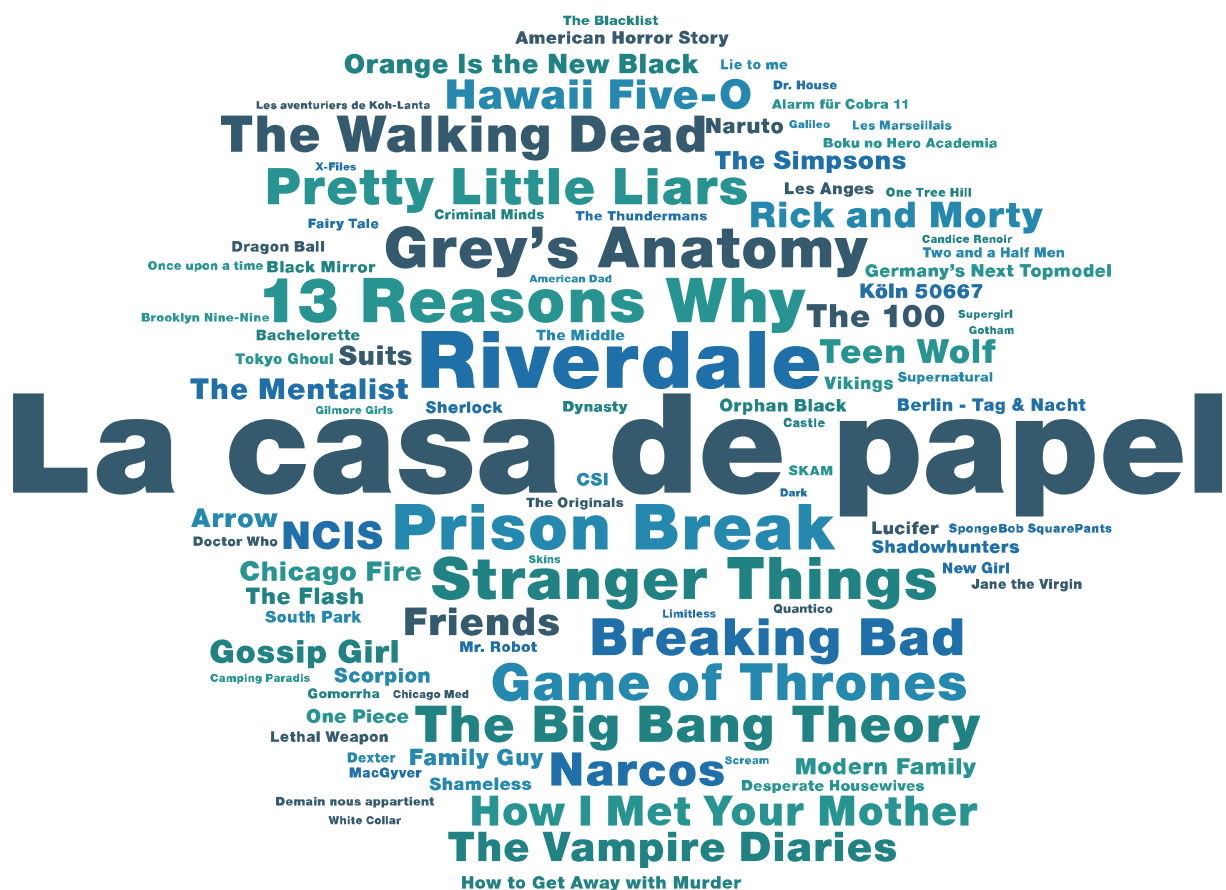 The Blacklist
American Horror Story
Orange Is the New Black
Lie to me
Hawaii Five-O
Dr. House
Les aventuriers de Koh-Lanta
Alarm für Cobra 11
The Walking Dead
Naruto
Galileo
Les Marseillais
Boku no Hero Academia
The Simpsons
X-Files
Pretty Little Liars
Les Anges
One Tree Hill
Criminal Minds
The Thundermans
Rick and Morty
Fairy Tale
Dragon Ball
Grey's Anatomy
Candice Renoir
Two and a Half Men
Once upon a time
Black Mirror
Germany's Next Topmodel
American Dad
Köln 50667
13 Reasons Why
Brooklyn Nine-Nine
The 100
Supergirl
Gotham
Bachelorette
The Middle
Tokyo Ghoul
Suits
Riverdale
Teen Wolf
The Mentalist
Vikings
Supernatural
Gilmore Girls
Sherlock
Dynasty
Orphan Black
Berlin - Tag & Nacht
Castle
La casa de papel
CSI
SKAM
Dark
The Originals
Arrow
Doctor Who
NCIS
Prison Break
Lucifer
SpongeBob SquarePants
Shadowhunters
Skins
New Girl
Chicago Fire
Stranger Things
Jane the Virgin
The Flash
South Park
Friends
Limitless
Quantico
Mr. Robot
Breaking Bad
Gossip Girl
Camping Paradis
Scorpion
Game of Thrones
Gomorrha
Chicago Med
One Piece
The Big Bang Theory
Lethal Weapon
Dexter
Family Guy
Narcos
Scream
Modern Family
MacGyver
Shameless
Desperate Housewives
Demain nous appartient
How I Met Your Mother
White Collar
The Vampire Diaries
How to Get Away with Murder